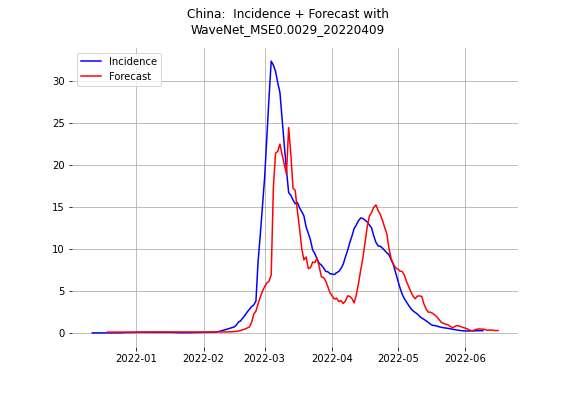 China:  Incidence + Forecast with
WaveNet_MSE0.0029_20220409
Incidence
Forecast
30
25
20
15
10
5
0
2022-01 2022-02 2022-03 2022-04 2022-05 2022-06